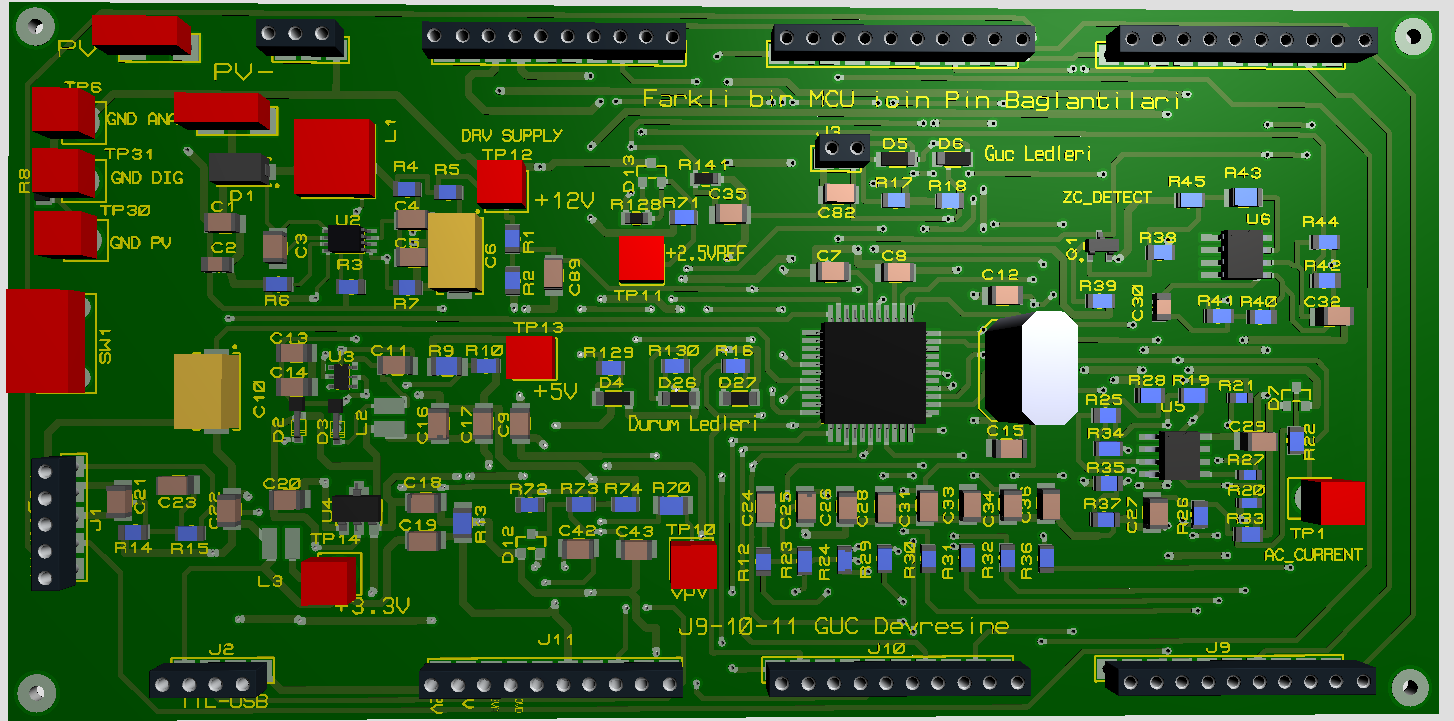 PV-
TP6
GND ANA
TP31
GND DIG
TP30
GND PV
R8
D1
L1
Farkli bir MCU icin Pin Baglantilari
DRV SUPPLY
TP12
+12V
R4
R5
C4
C1
C2
C3
U2
R3
R6
R7
C6
R1
R2
C89
D13
R141
R128
R71
C35
+2.5VREF
TP11
J3
D5
D6
Guc Ledleri
R17
R18
C82
C7
C8
C12
ZC_DETECT
R45
R43
U6
R44
R38
R42
R39
C30
R41
R40
C32
SW1
C10
C13
C14
U3
C11
R9
R10
TP13
+5V
D2
D3
L2
C16
C17
C9
R129
R130
R16
D4
D26
D27
Durum Ledleri
C15
R28
R19
R21
D7
R25
U5
C29
R22
R34
R35
R27
R20
R37
C27
R26
R33
TP1
AC_CURRENT
J1
C21
C23
C22
R14
R15
C20
U4
C18
C19
R13
TP14
L3
+3.3V
R72
R73
R74
R70
D12
C42
C43
TP10
VPV
C24
C25
C26
C28
C31
C33
C34
C36
R12
R23
R24
R29
R30
R31
R32
R36
J9-10-11 GUC Devresine
J2
TTL-USB
J11
J10
J9